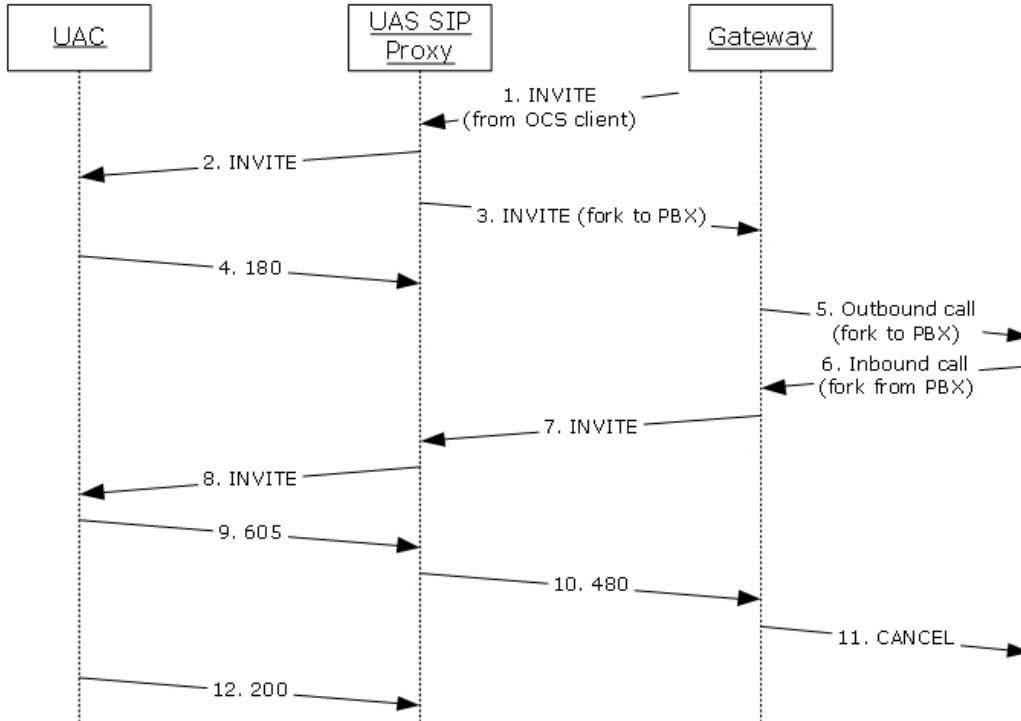 UAC
UAS SIP
Proxy
Gateway
1. INVITE
(from OCS client)
2. INVITE
3. INVITE (fork to PBX)
4. 180
5. Outbound call
(fork to PBX)
6. Inbound call
(fork from PBX)
7. INVITE
8. INVITE
9. 605
10. 480
11. CANCEL
12. 200